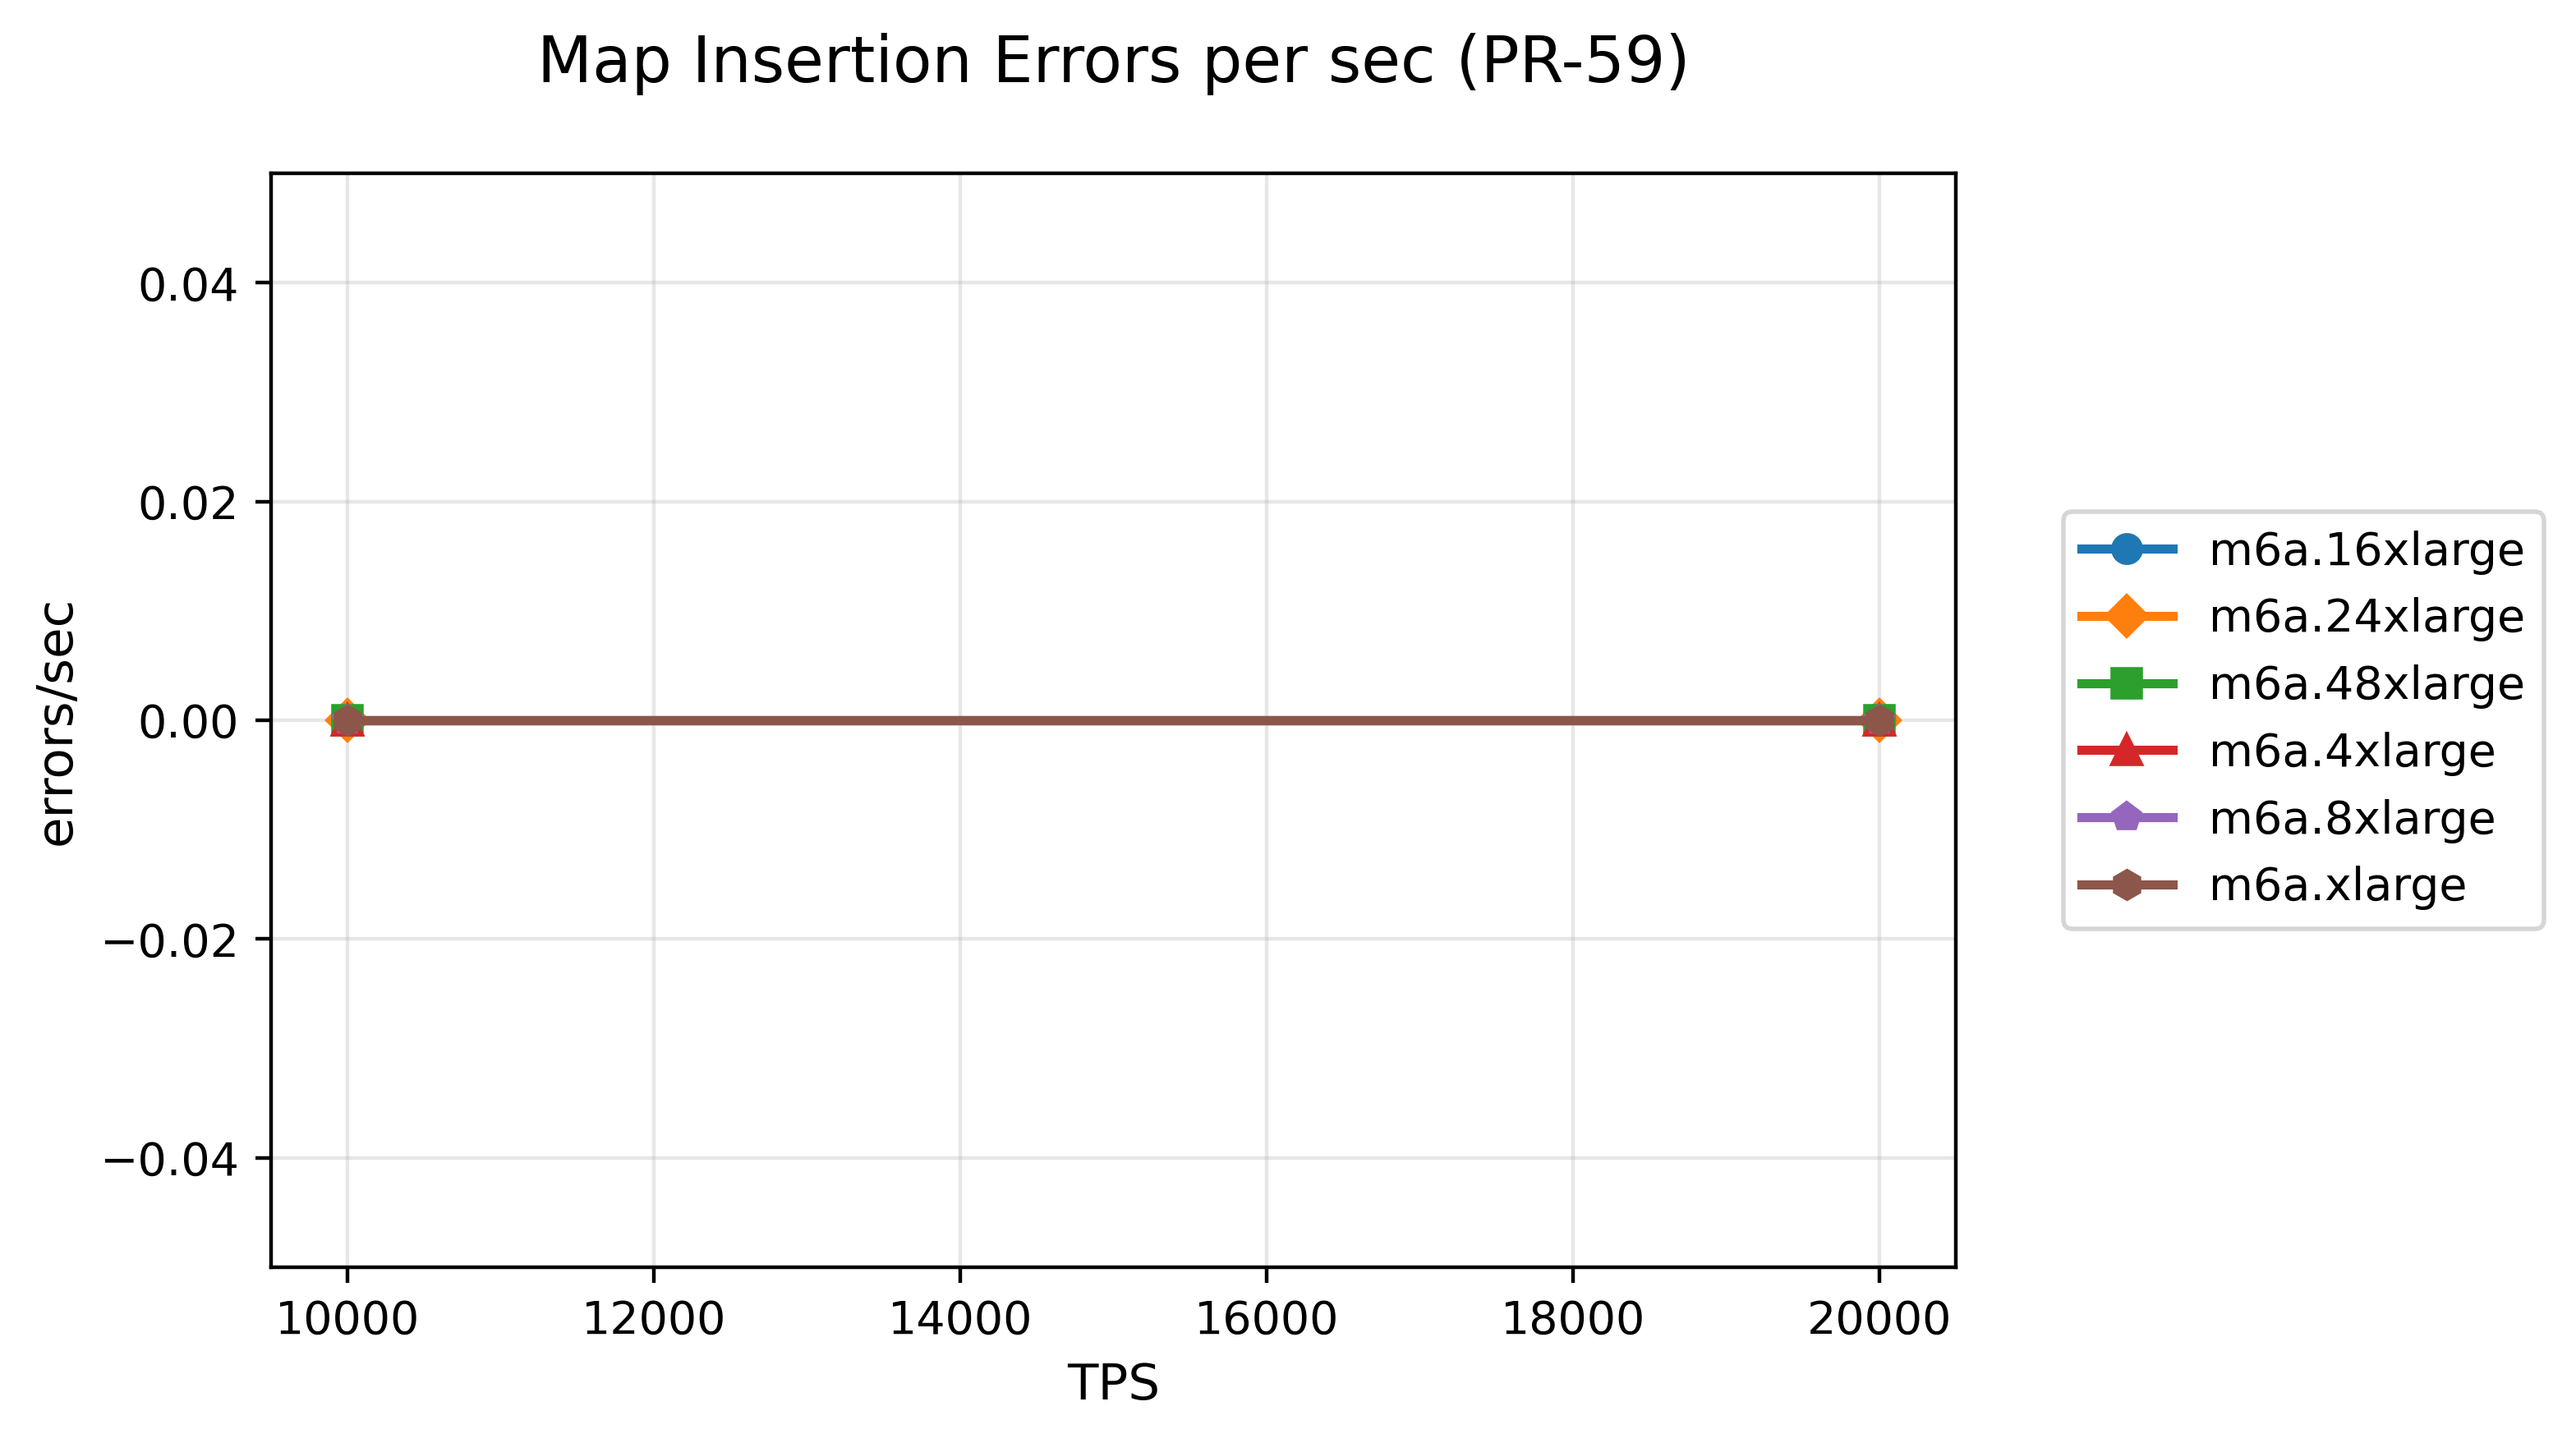 Map Insertion Errors per sec (PR-59)
0.04
0.02
0.00
−0.02
−0.04
errors/sec
10000 12000 14000 16000 18000 20000
TPS
m6a.16xlarge
m6a.24xlarge
m6a.48xlarge
m6a.4xlarge
m6a.8xlarge
m6a.xlarge